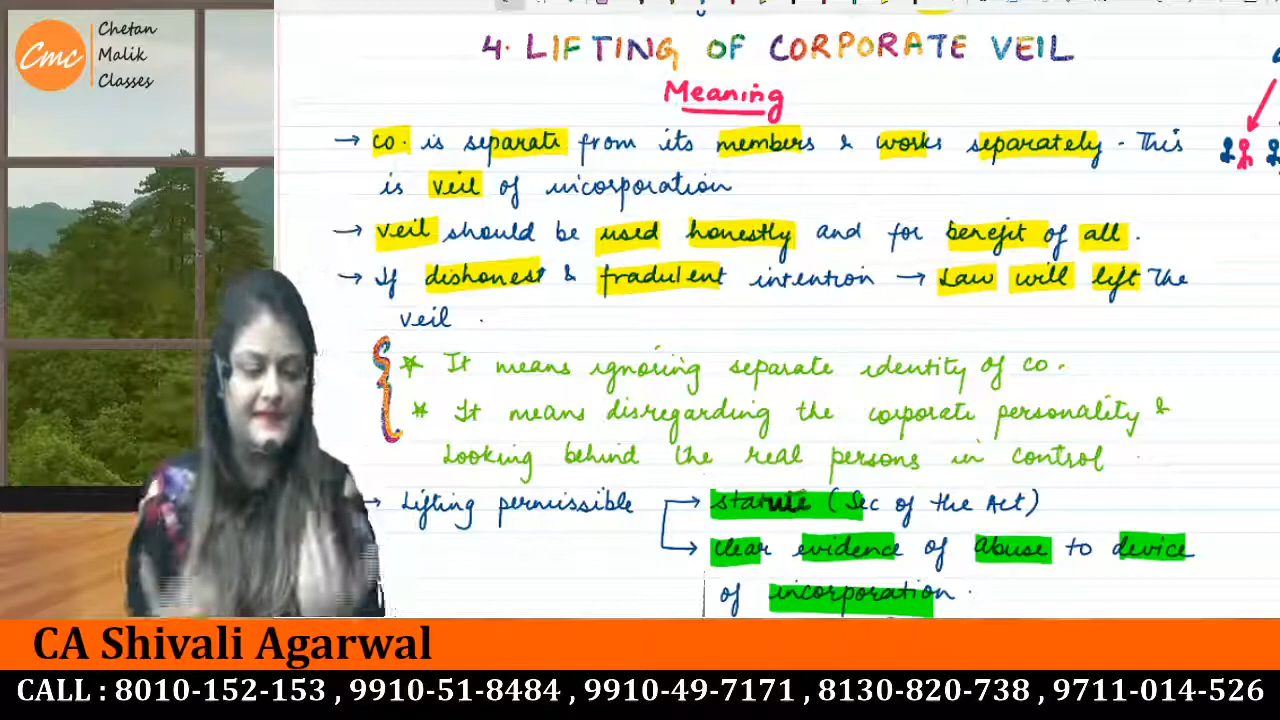 Cmc
Chetan
Malik
Classes
4. LIFTING OF CORPORATE VEIL
Meaning
→ co. is separate from its members & works separately. This
is veil of incorporation
→ veil should be used honestly and for benefit of all.
→ If dishonest & fradulent intention → Law will lift the
veil.
* It means ignoring separate identity of co.
* It means disregarding the corporate personality &
Looking behind the real persons in control
→ Lifting permissible
→ statute (Sec of the Act)
→ clear evidence of abuse to device
of incorporation.
CA Shivali Agarwal
CALL : 8010-152-153 , 9910-51-8484 , 9910-49-7171 , 8130-820-738 , 9711-014-526